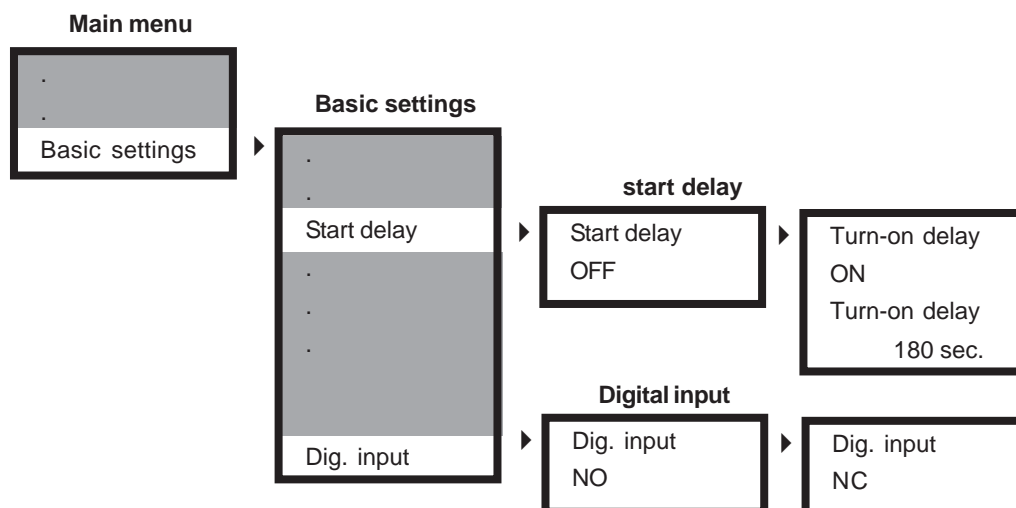 Main menu
.
.
Basic settings
Basic settings
.
.
Start delay
.
.
.
Dig. input
start delay
Start delay
OFF
Turn-on delay
ON
Turn-on delay
180 sec.
Digital input
Dig. input
NO
Dig. input
NC